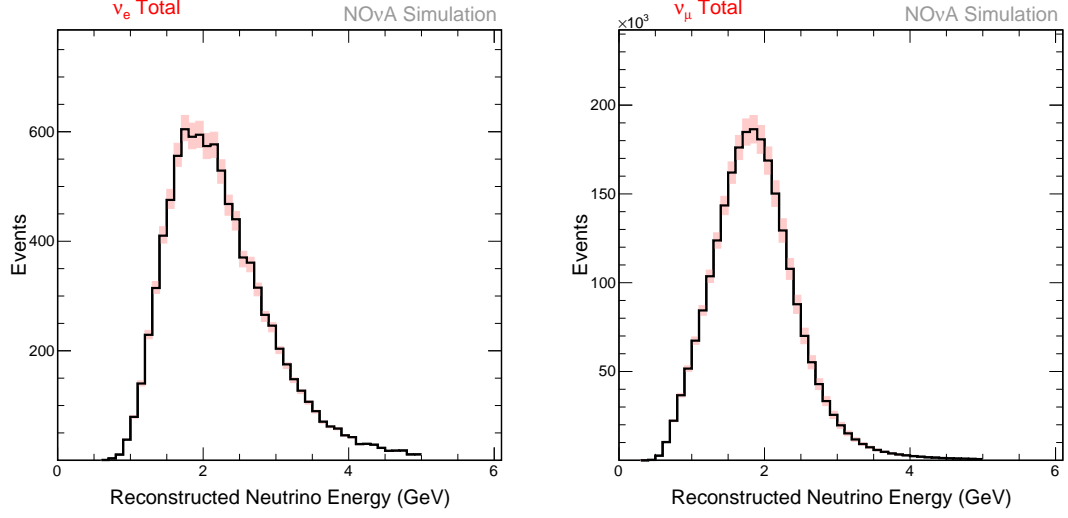 νe Total NOνA Simulation
600
400
200
Events
0 2 4 6
Reconstructed Neutrino Energy (GeV)
νμ Total NOνA Simulation
×10³
200
150
100
50
Events
0 2 4 6
Reconstructed Neutrino Energy (GeV)